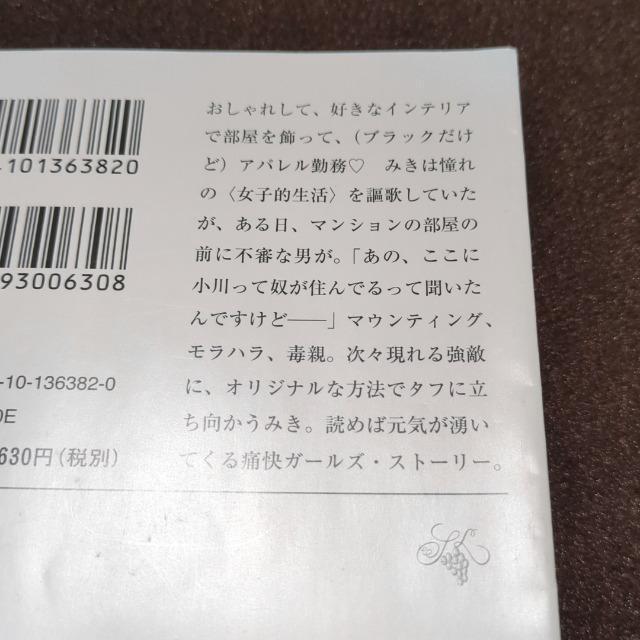 101363820
93006308
-10-136382-0
0E
630円(税別)
おしゃれして、好きなインテリア
で部屋を飾って、(ブラックだけ
ど)アパレル勤務♡ みきは憧れ
の〈女子的生活〉を謳歌していた
が、ある日、マンションの部屋の
前に不審な男が。「あの、ここに
小川って奴が住んでるって聞いた
んですけど――」マウンティング、
モラハラ、毒親。次々現れる強敵
に、オリジナルな方法でタフに立
ち向かうみき。読めば元気が湧い
てくる痛快ガールズ・ストーリー。